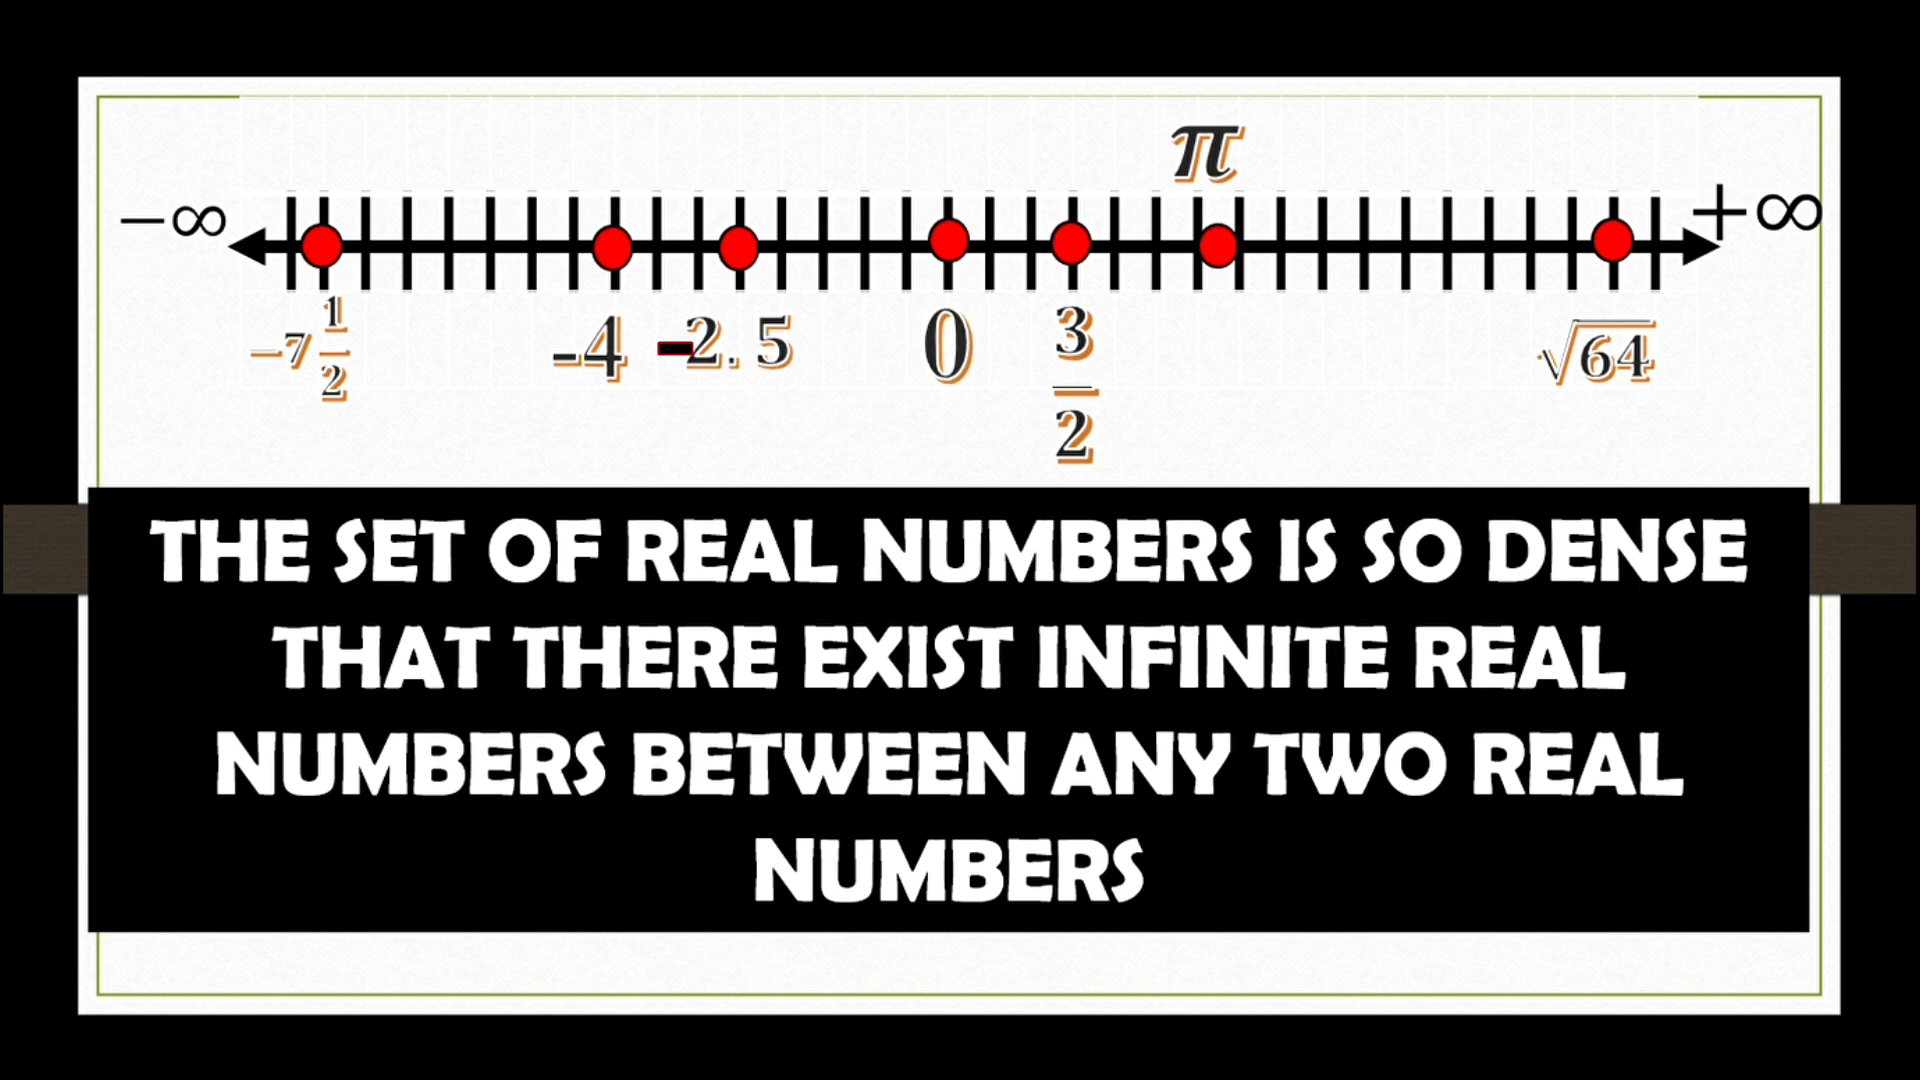 π
−∞ +∞
−7 1/2 -4 -2.5 0 3/2 √64
THE SET OF REAL NUMBERS IS SO DENSE
THAT THERE EXIST INFINITE REAL
NUMBERS BETWEEN ANY TWO REAL
NUMBERS